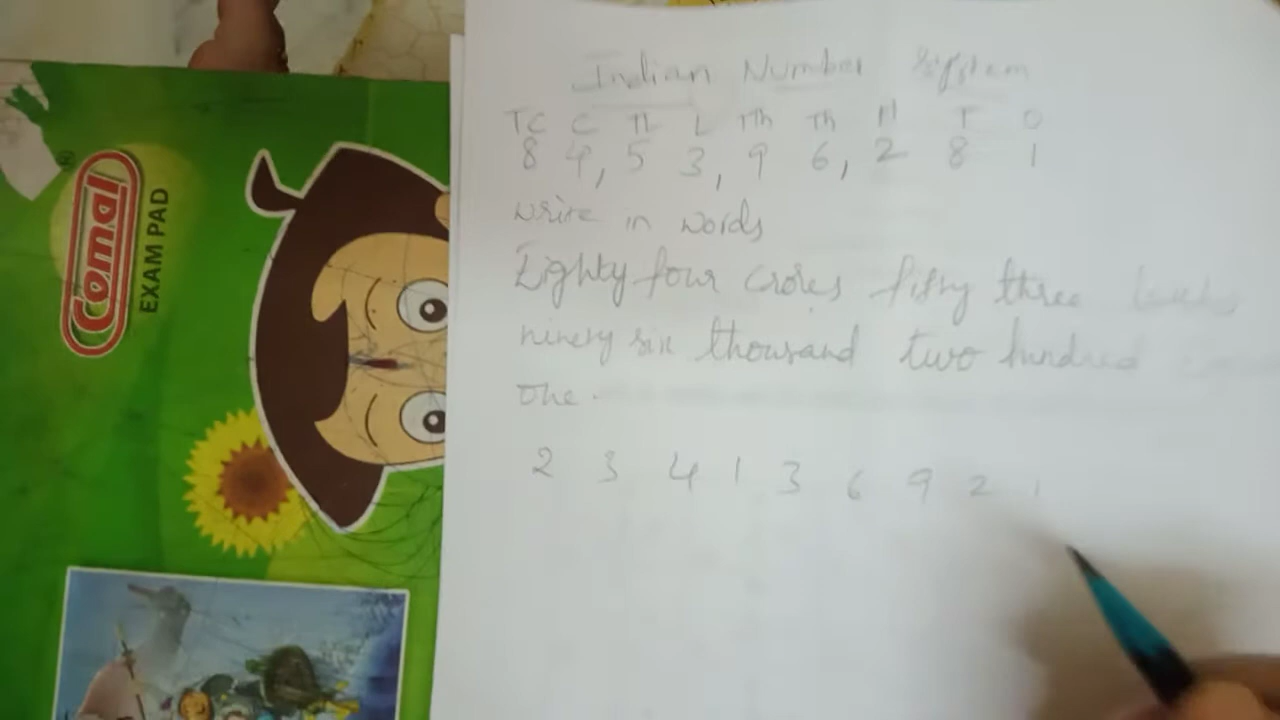 Comal
®
EXAM PAD
Indian Number System
TC C TL L TTh Th H T O
8 4, 5 3, 9 6, 2 8 1
write in words
Eighty four crores fifty three
ninety six thousand two hundred
one
2 3 4 1 3 6 9 2 1